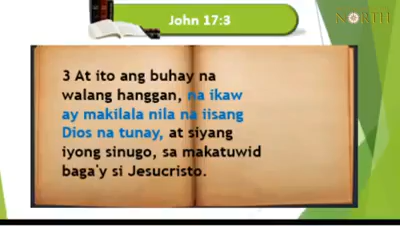 John 17:3
NORTH
3 At ito ang buhay na
walang hanggan, na ikaw
ay makilala nila na iisang
Dios na tunay, at siyang
iyong sinugo, sa makatuwid
baga'y si Jesucristo.